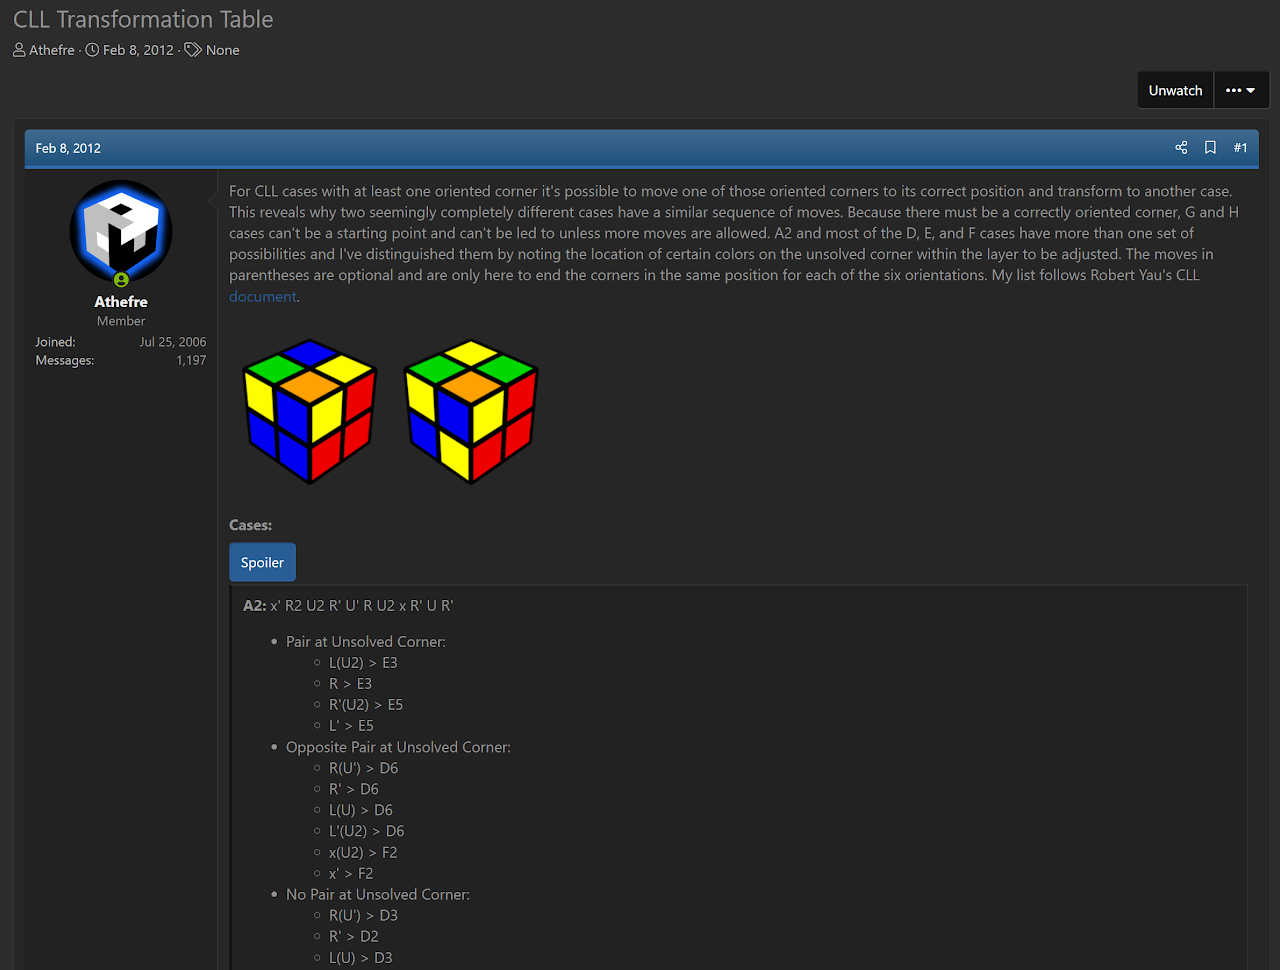 CLL Transformation Table
Athefre · Feb 8, 2012 · None
Unwatch
Feb 8, 2012
#1
For CLL cases with at least one oriented corner it's possible to move one of those oriented corners to its correct position and transform to another case.
This reveals why two seemingly completely different cases have a similar sequence of moves. Because there must be a correctly oriented corner, G and H
cases can't be a starting point and can't be led to unless more moves are allowed. A2 and most of the D, E, and F cases have more than one set of
possibilities and I've distinguished them by noting the location of certain colors on the unsolved corner within the layer to be adjusted. The moves in
parentheses are optional and are only here to end the corners in the same position for each of the six orientations. My list follows Robert Yau's CLL
document.
Athefre
Member
Joined: Jul 25, 2006
Messages: 1,197
Cases:
Spoiler
A2: x' R2 U2 R' U' R U2 x R' U R'
• Pair at Unsolved Corner:
○ L(U2) > E3
○ R > E3
○ R'(U2) > E5
○ L' > E5
• Opposite Pair at Unsolved Corner:
○ R(U') > D6
○ R' > D6
○ L(U) > D6
○ L'(U2) > D6
○ x(U2) > F2
○ x' > F2
• No Pair at Unsolved Corner:
○ R(U') > D3
○ R' > D2
○ L(U) > D3